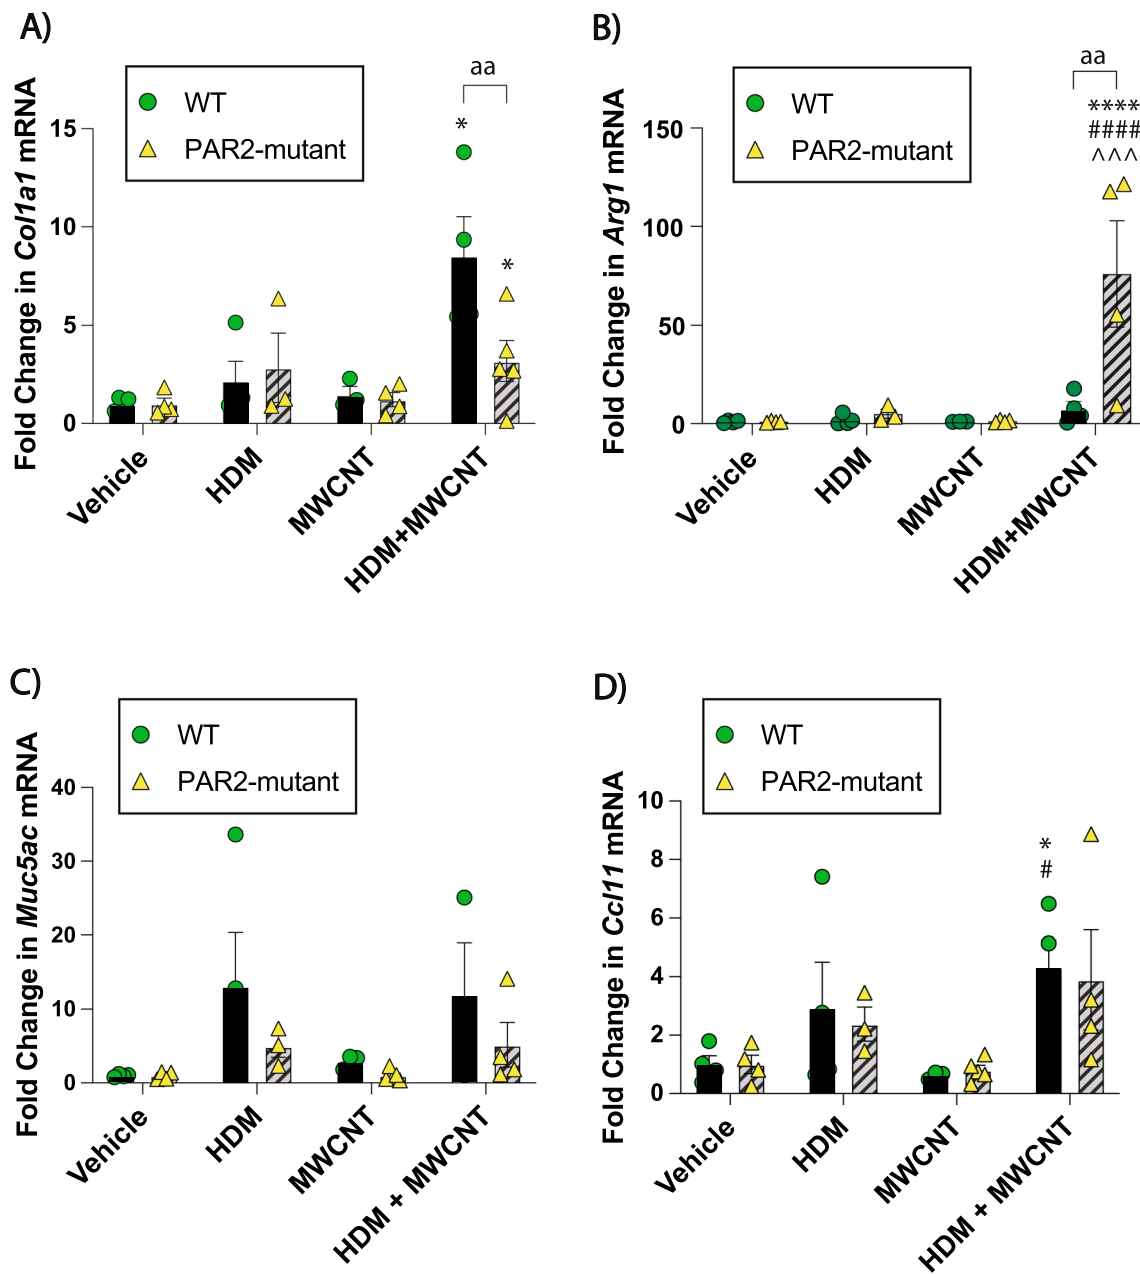 A)
aa
WT
PAR2-mutant
*
*
Fold Change in Col1a1 mRNA
15
10
5
0
Vehicle
HDM
MWCNT
HDM+MWCNT
B)
aa
WT
PAR2-mutant
****
####
^^^
Fold Change in Arg1 mRNA
150
100
50
0
Vehicle
HDM
MWCNT
HDM+MWCNT
C)
WT
PAR2-mutant
Fold Change in Muc5ac mRNA
40
30
20
10
0
Vehicle
HDM
MWCNT
HDM + MWCNT
D)
WT
PAR2-mutant
*
#
Fold Change in Ccl11 mRNA
10
8
6
4
2
0
Vehicle
HDM
MWCNT
HDM + MWCNT